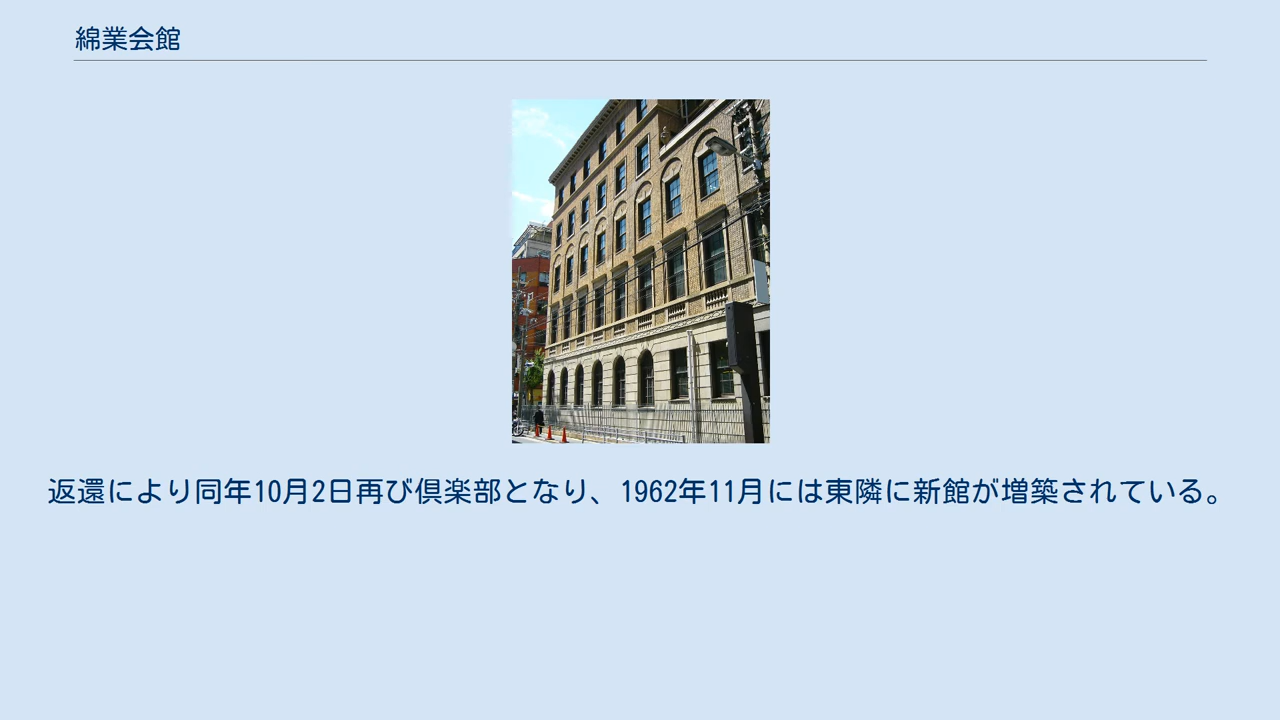 綿業会館
返還により同年10月2日再び倶楽部となり、1962年11月には東隣に新館が増築されている。